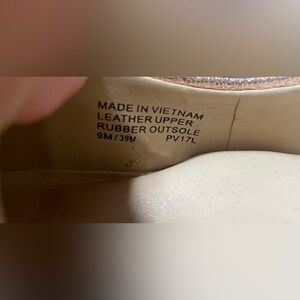 MADE IN VIETNAM
LEATHER UPPER
RUBBER OUTSOLE
9M/39M PV17L